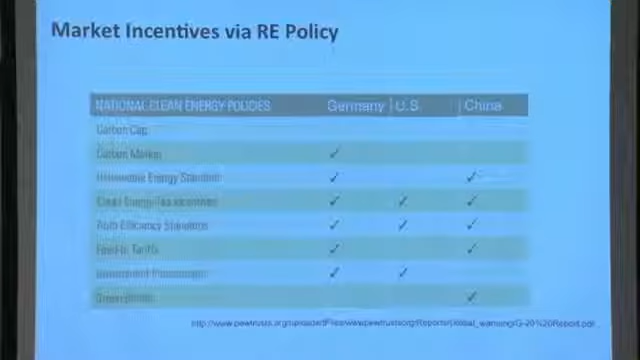 Market Incentives via RE Policy
NATIONAL CLEAN ENERGY POLICIES Germany U.S. China
Carbon Cap
Carbon Market ✓
Renewable Energy Standard ✓ ✓
Clean Energy Tax Incentives ✓ ✓ ✓
Auto Efficiency Standards ✓ ✓ ✓
Feed-in Tariffs ✓ ✓
Government Procurement ✓ ✓
Green Bonds ✓